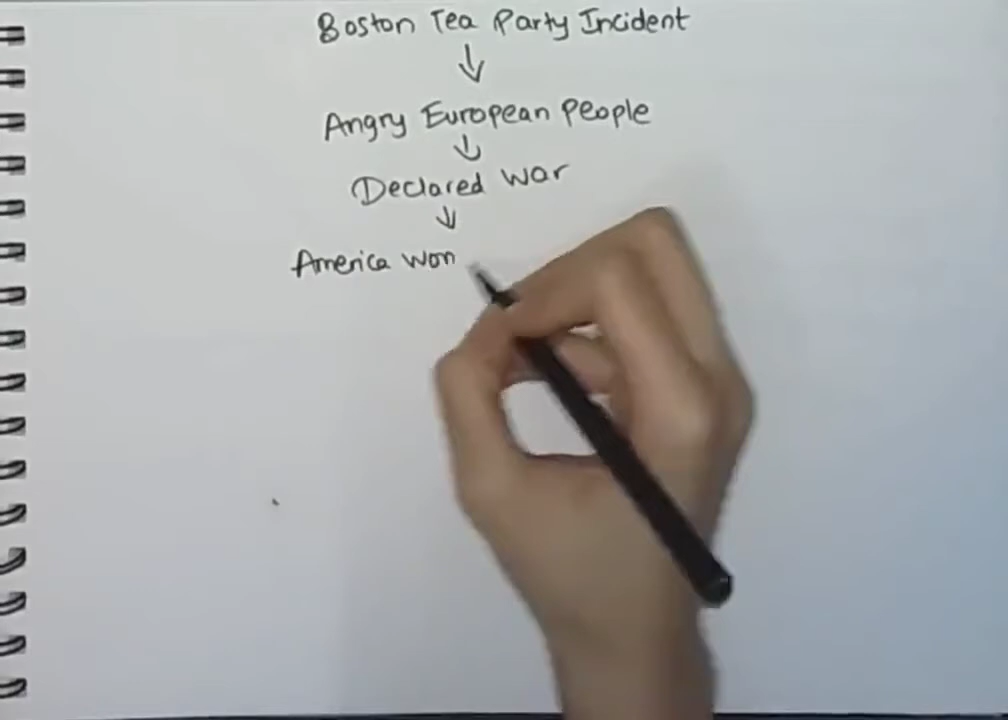 Boston Tea Party Incident
↓
Angry European People
↓
Declared war
↓
America won